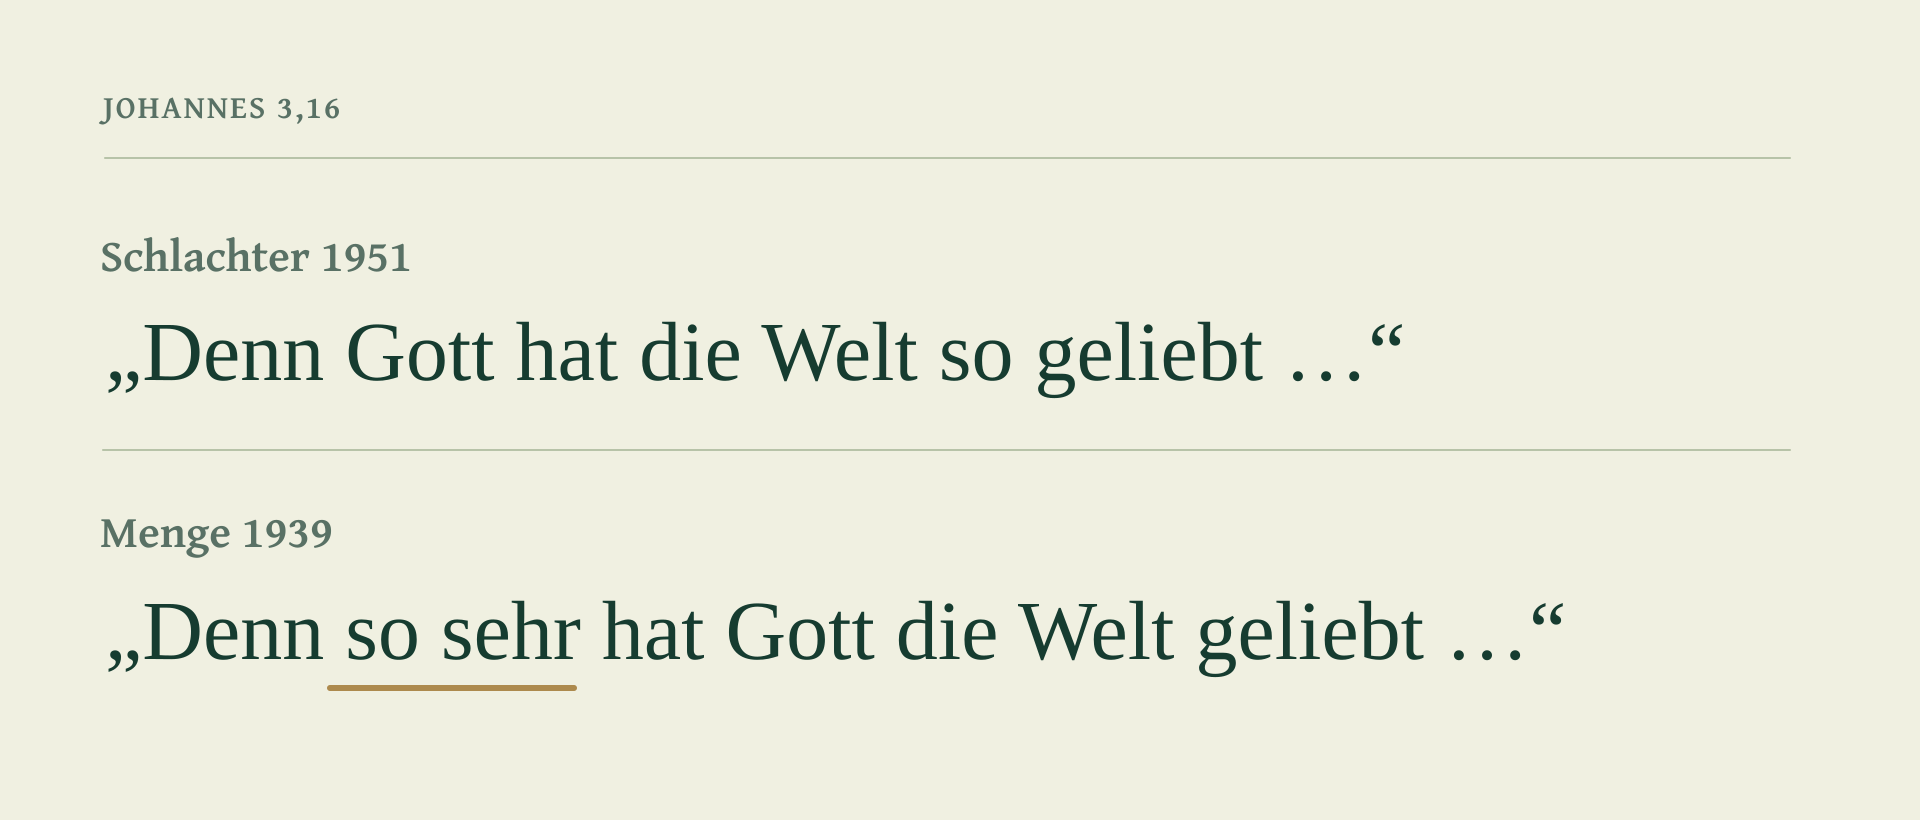 JOHANNES 3,16
Schlachter 1951
„Denn Gott hat die Welt so geliebt …“
Menge 1939
„Denn so sehr hat Gott die Welt geliebt …“